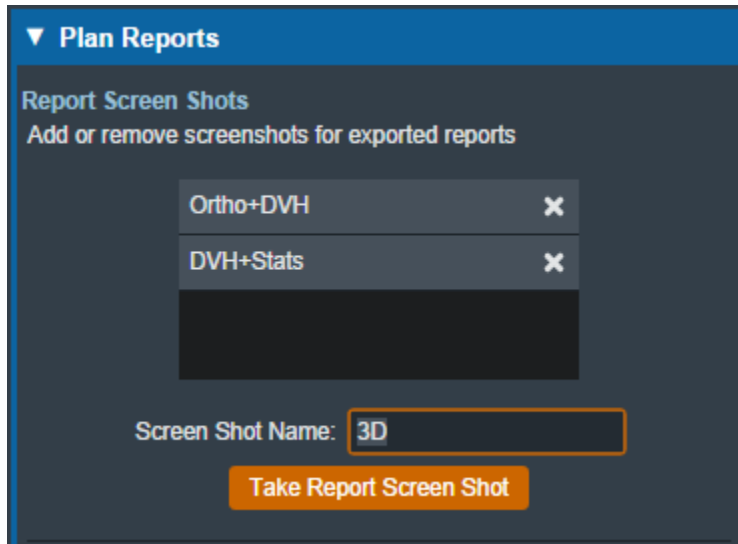 ▼ Plan Reports
Report Screen Shots
Add or remove screenshots for exported reports
Ortho+DVH ×
DVH+Stats ×
Screen Shot Name: 3D
Take Report Screen Shot